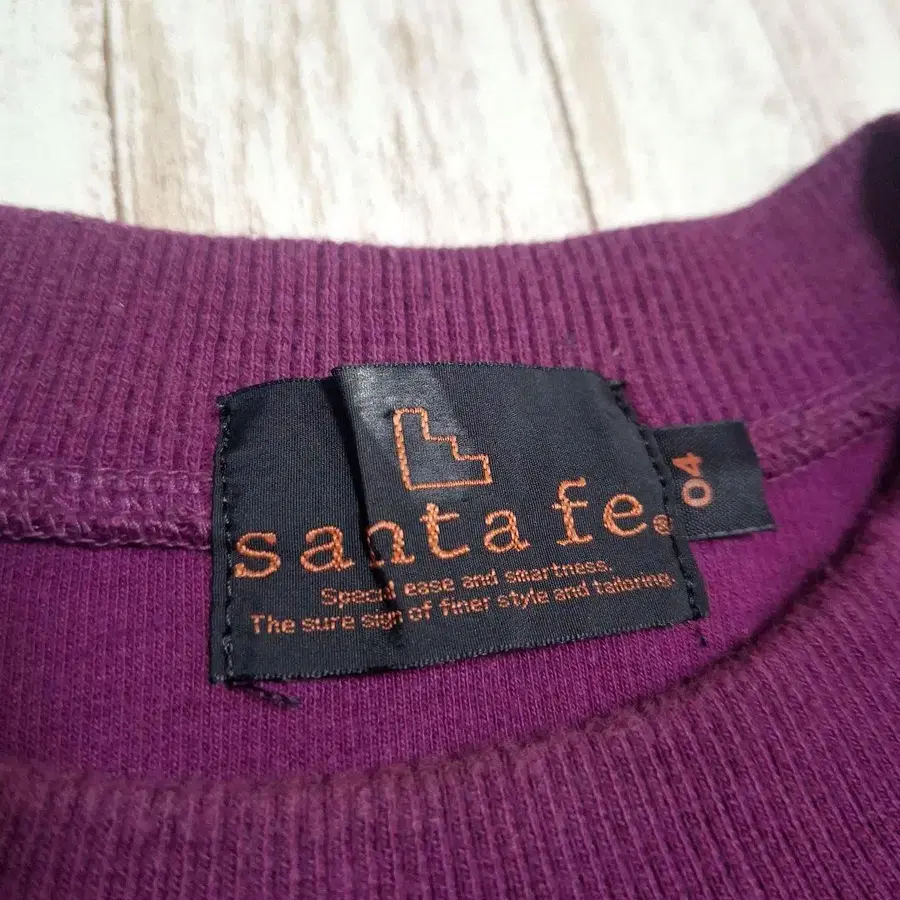 santa fe®
04
Special ease and smartness.
The sure sign of finer style and tailoring.